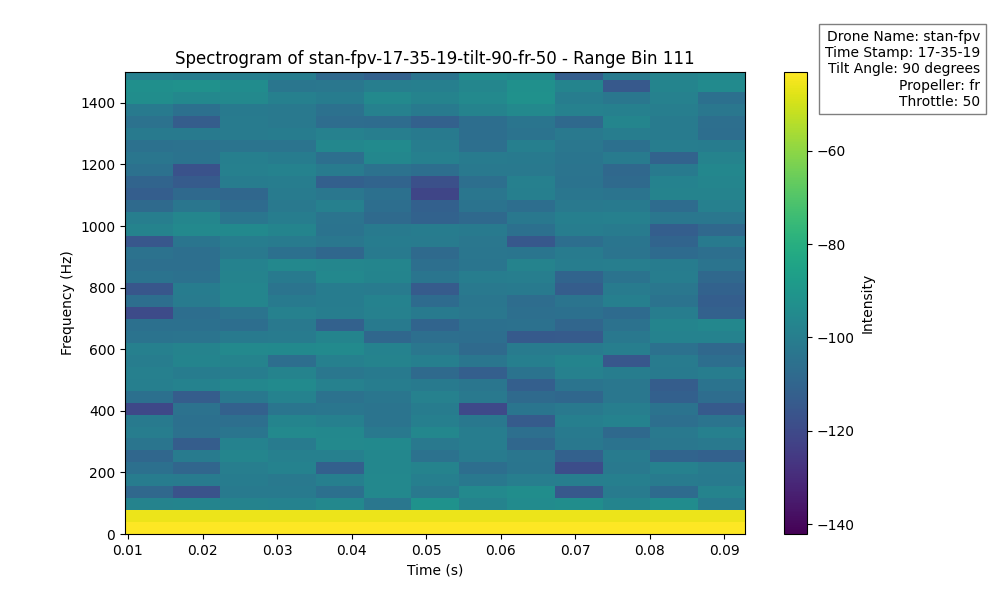 Drone Name: stan-fpv
Time Stamp: 17-35-19
Tilt Angle: 90 degrees
Propeller: fr
Throttle: 50
Spectrogram of stan-fpv-17-35-19-tilt-90-fr-50 - Range Bin 111
Frequency (Hz)
1400
1200
1000
800
600
400
200
0
0.01 0.02 0.03 0.04 0.05 0.06 0.07 0.08 0.09
Time (s)
−60
−80
−100
−120
−140
Intensity